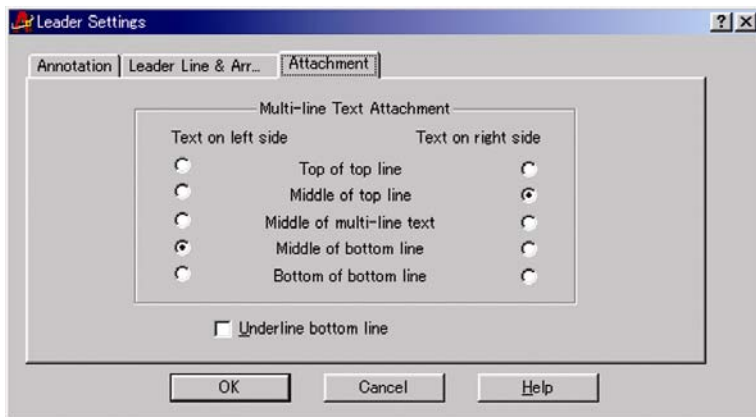 Leader Settings
Annotation Leader Line & Arr... Attachment
Multi-line Text Attachment
Text on left side Text on right side
Top of top line
Middle of top line
Middle of multi-line text
Middle of bottom line
Bottom of bottom line
Underline bottom line
OK Cancel Help